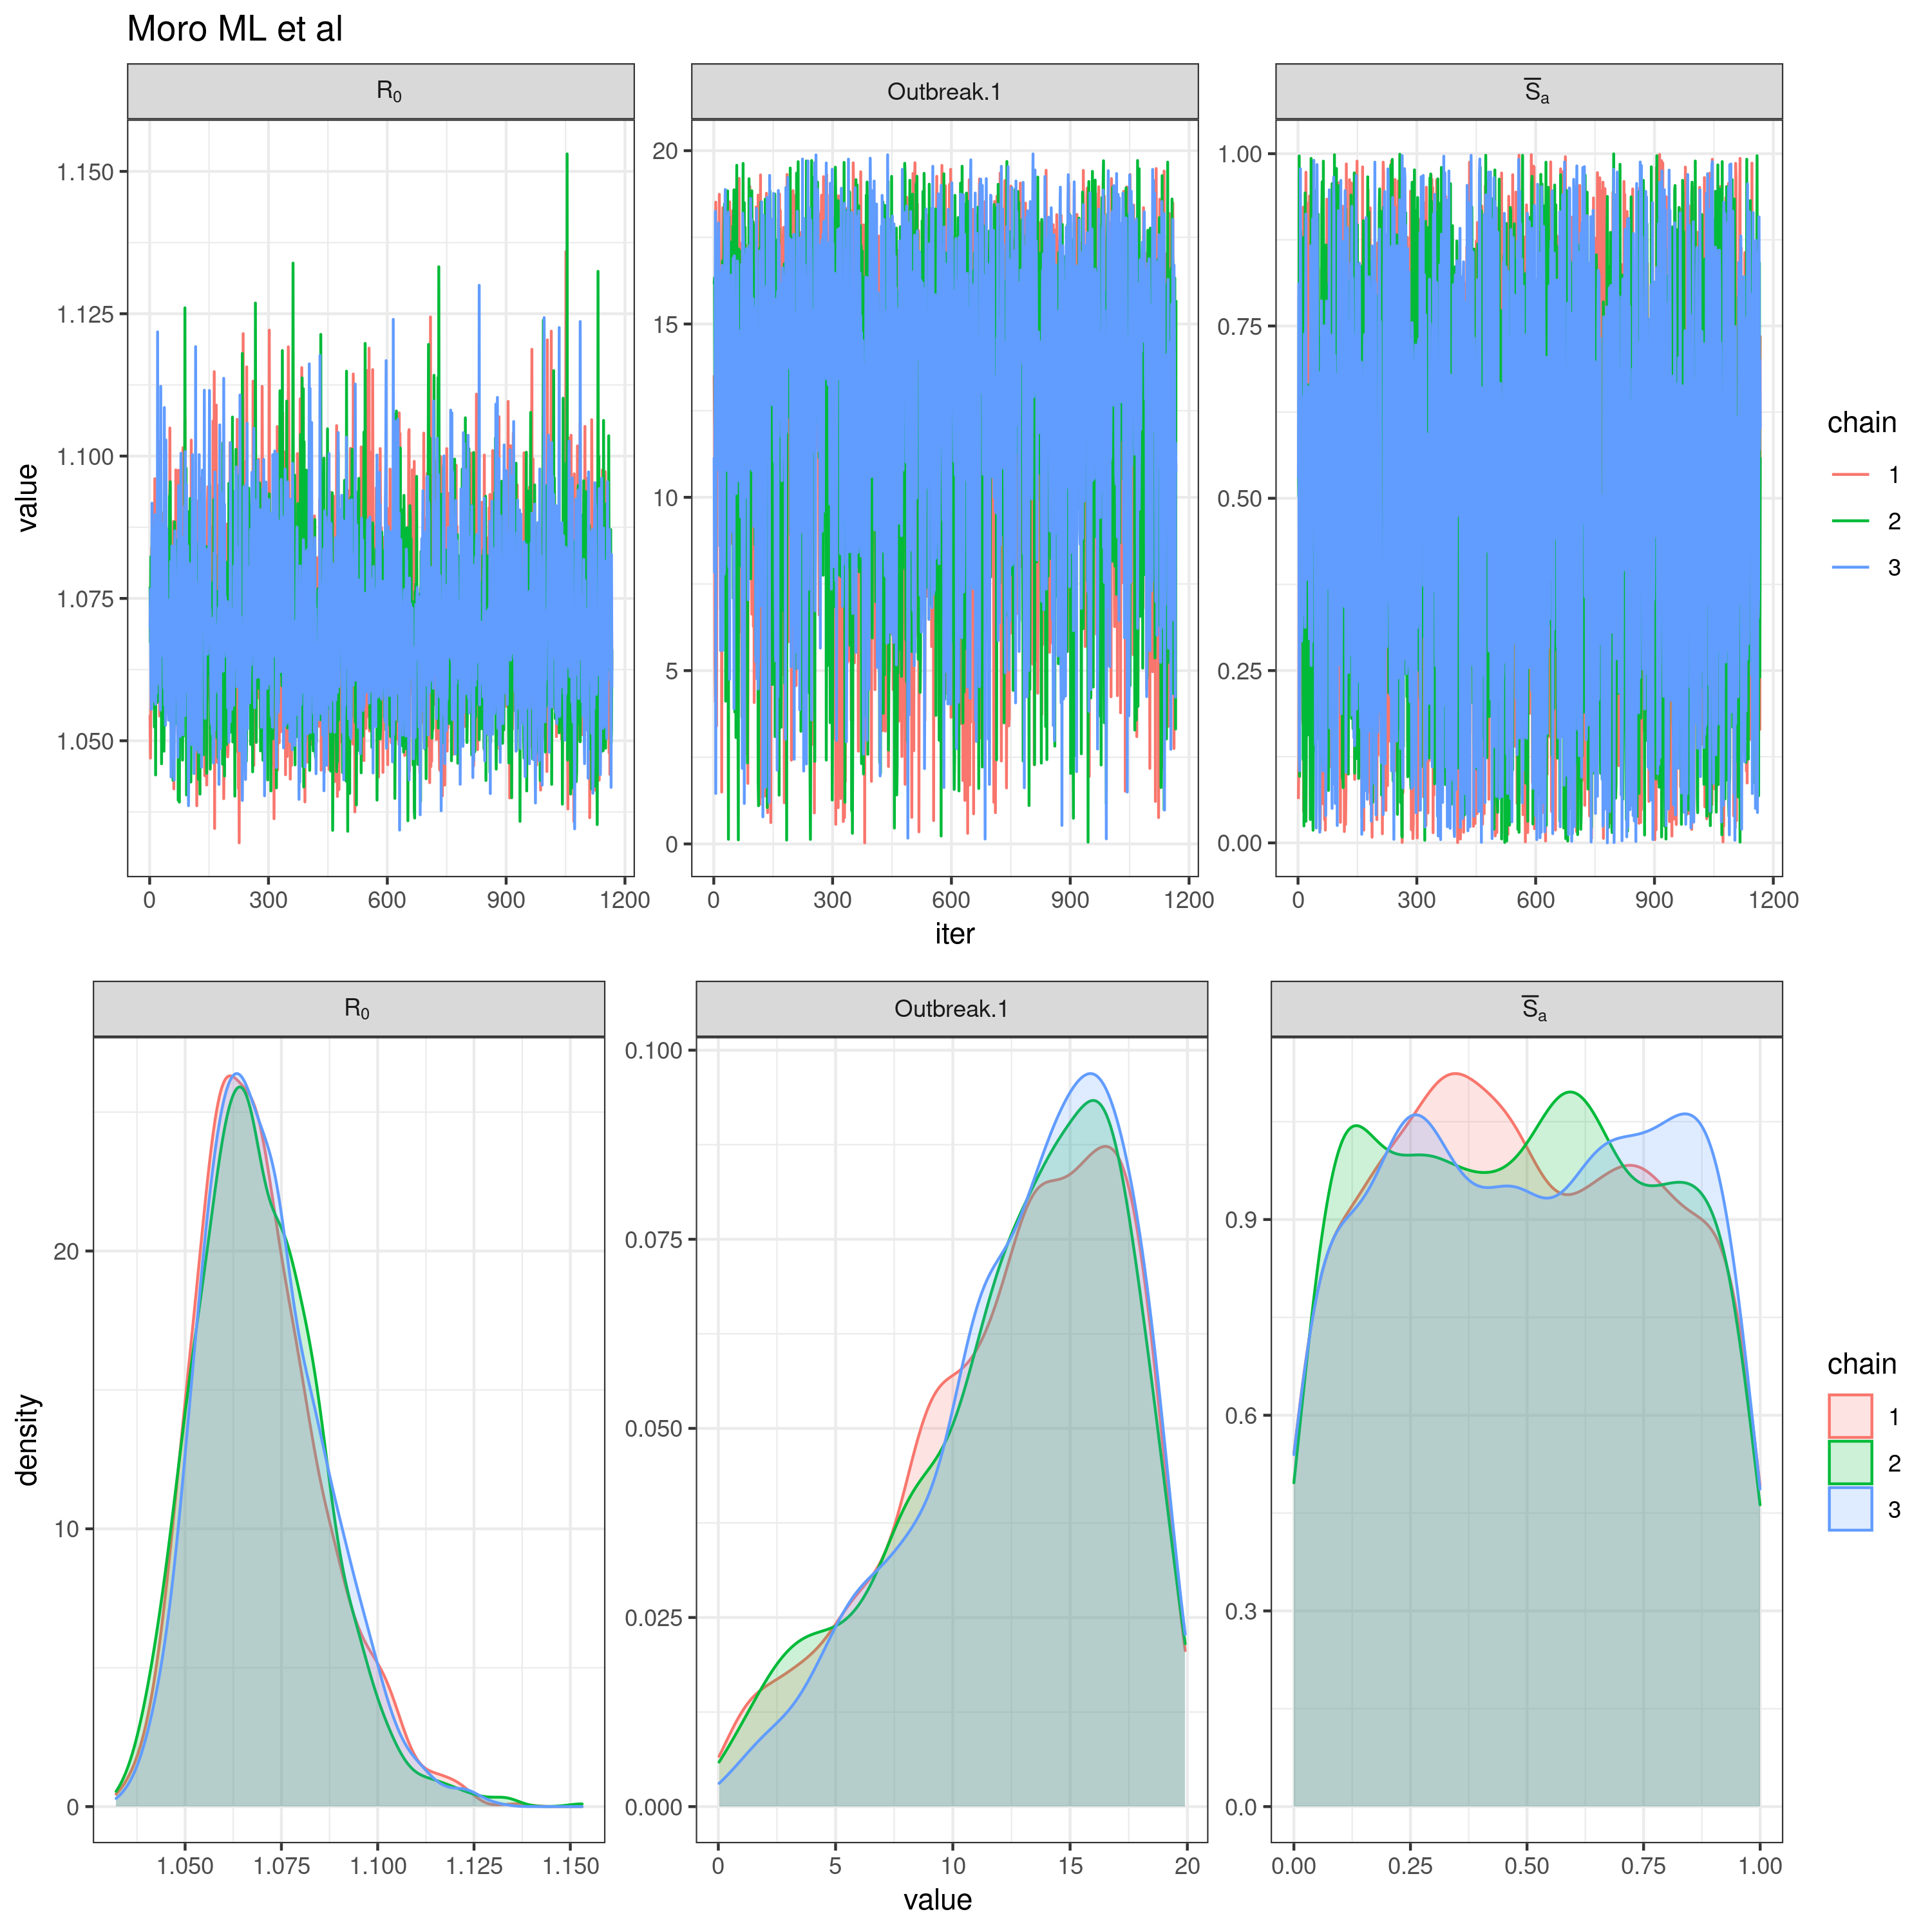 Moro ML et al
R₀ Outbreak.1 S̅ₐ
value
1.150
1.125
1.100
1.075
1.050
0 300 600 900 1200
20
15
10
5
0
0 300 600 900 1200
1.00
0.75
0.50
0.25
0.00
0 300 600 900 1200
iter
chain
1
2
3
R₀ Outbreak.1 S̅ₐ
density
20
10
0
1.050 1.075 1.100 1.125 1.150
0.100
0.075
0.050
0.025
0.000
0 5 10 15 20
0.9
0.6
0.3
0.0
0.00 0.25 0.50 0.75 1.00
value
chain
1
2
3